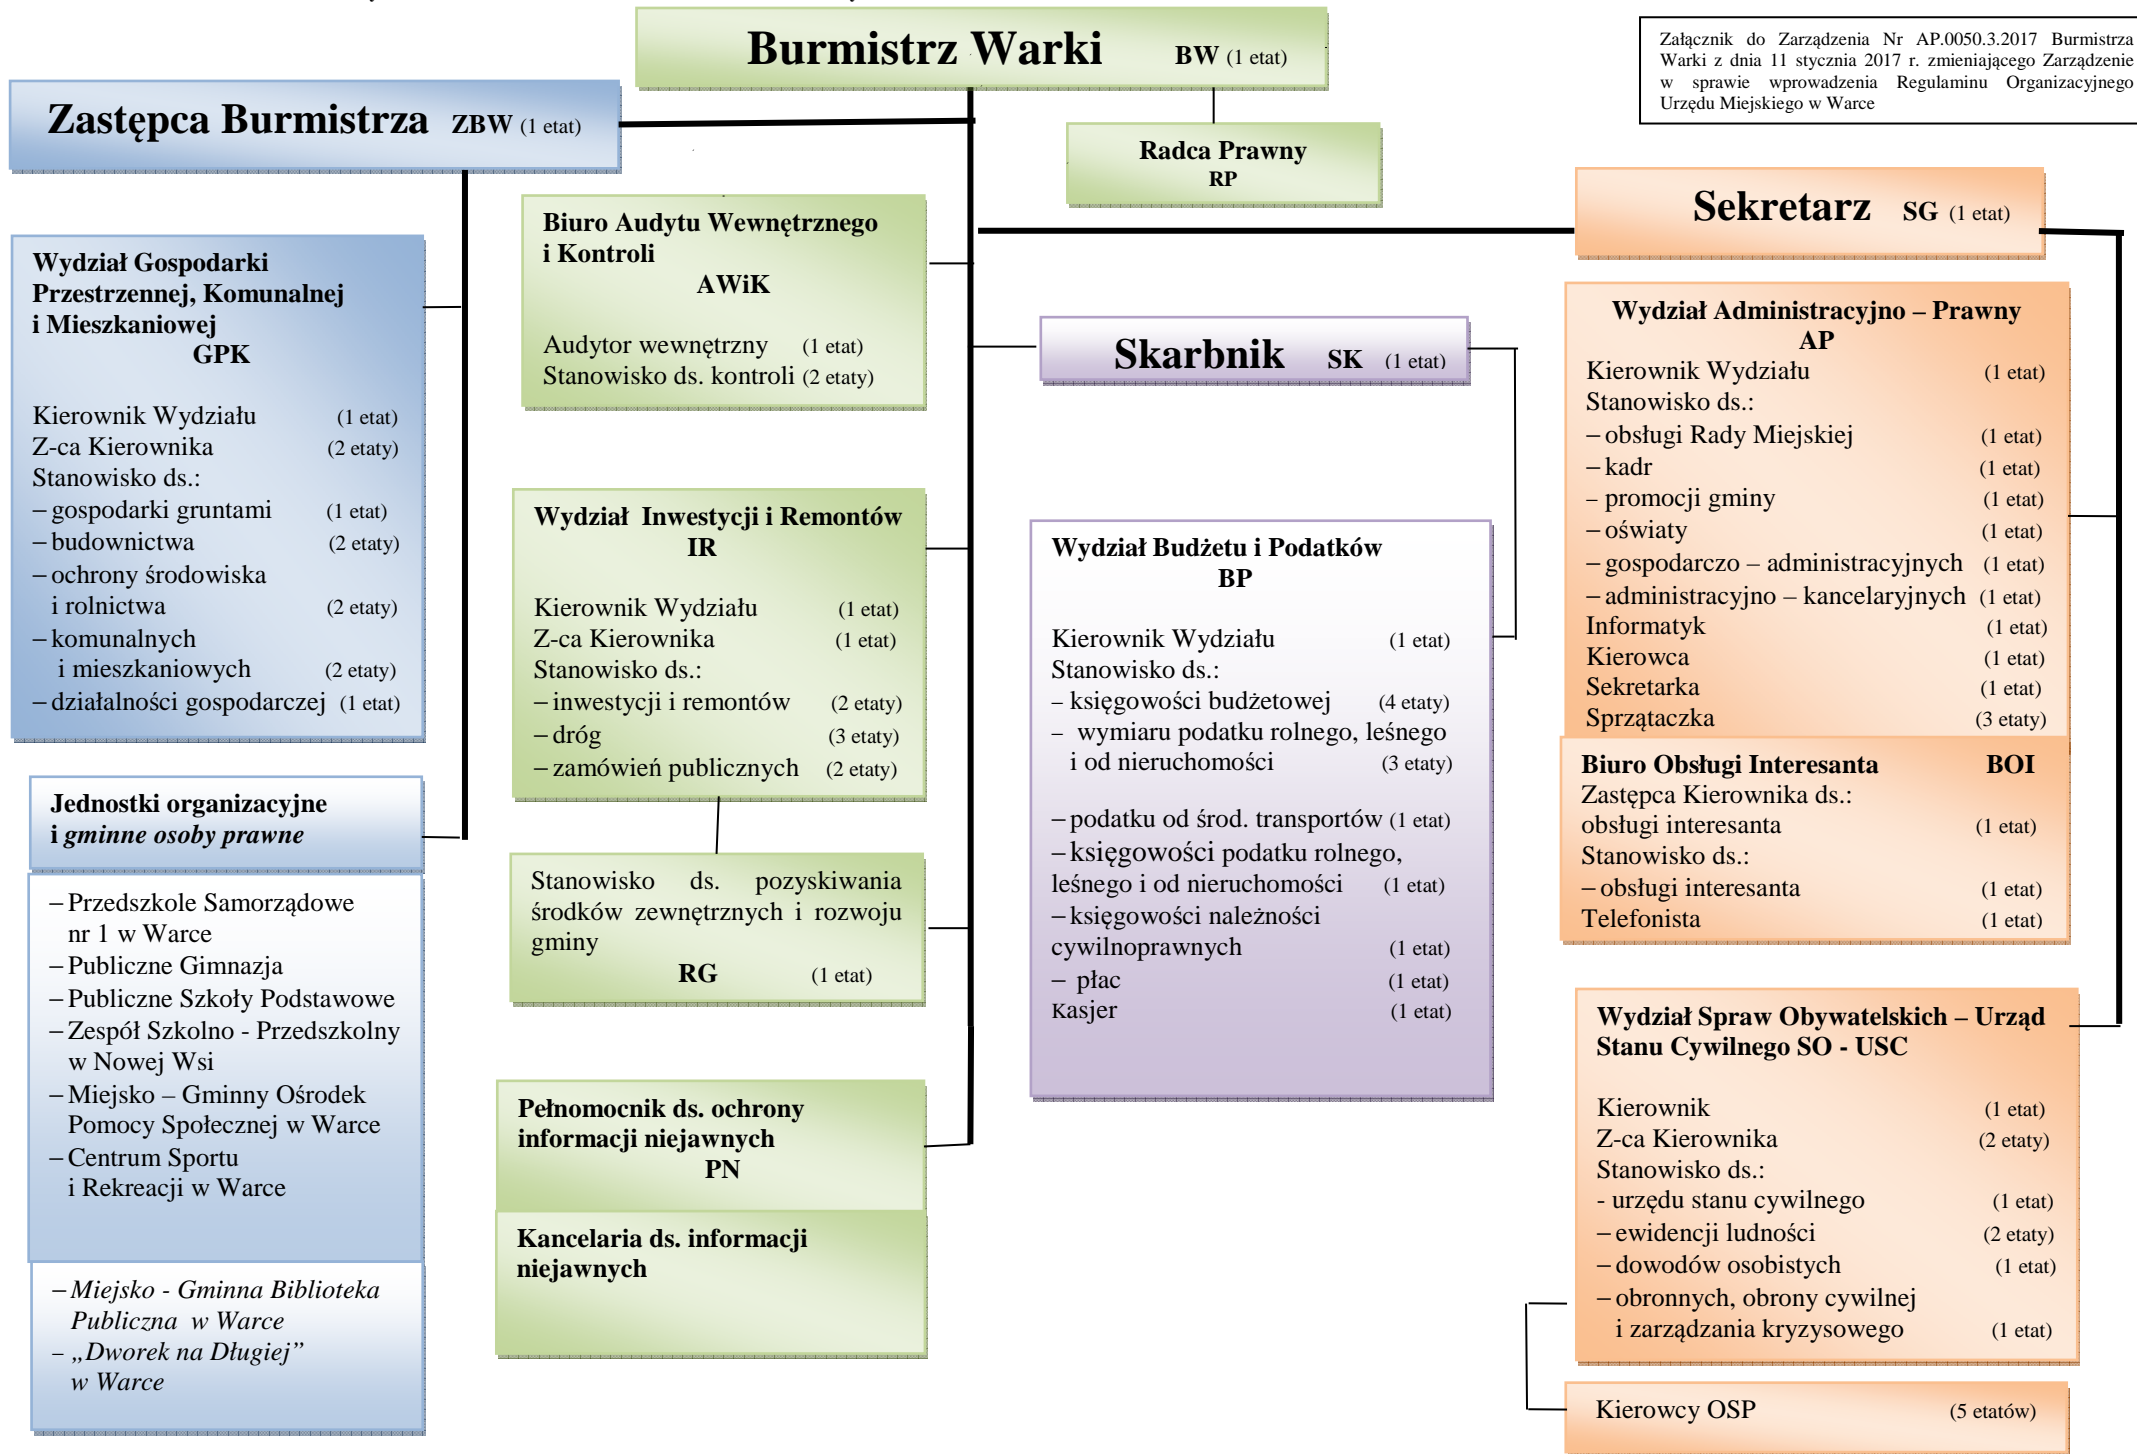 Burmistrz Warki BW (1 etat)
Załącznik do Zarządzenia Nr AP.0050.3.2017 Burmistrza
Warki z dnia 11 stycznia 2017 r. zmieniającego Zarządzenie
w sprawie wprowadzenia Regulaminu Organizacyjnego
Urzędu Miejskiego w Warce
Zastępca Burmistrza ZBW (1 etat)
Radca Prawny
RP
Sekretarz SG (1 etat)
Wydział Gospodarki
Przestrzennej, Komunalnej
i Mieszkaniowej
GPK
Kierownik Wydziału (1 etat)
Z-ca Kierownika (2 etaty)
Stanowisko ds.:
– gospodarki gruntami (1 etat)
– budownictwa (2 etaty)
– ochrony środowiska
i rolnictwa (2 etaty)
– komunalnych
i mieszkaniowych (2 etaty)
– działalności gospodarczej (1 etat)
Jednostki organizacyjne
i gminne osoby prawne
– Przedszkole Samorządowe
nr 1 w Warce
– Publiczne Gimnazja
– Publiczne Szkoły Podstawowe
– Zespół Szkolno - Przedszkolny
w Nowej Wsi
– Miejsko – Gminny Ośrodek
Pomocy Społecznej w Warce
– Centrum Sportu
i Rekreacji w Warce
– Miejsko - Gminna Biblioteka
Publiczna w Warce
– „Dworek na Długiej”
w Warce
Biuro Audytu Wewnętrznego
i Kontroli
AWiK
Audytor wewnętrzny (1 etat)
Stanowisko ds. kontroli (2 etaty)
Wydział Inwestycji i Remontów
IR
Kierownik Wydziału (1 etat)
Z-ca Kierownika (1 etat)
Stanowisko ds.:
– inwestycji i remontów (2 etaty)
– dróg (3 etaty)
– zamówień publicznych (2 etaty)
Stanowisko ds. pozyskiwania
środków zewnętrznych i rozwoju
gminy
RG (1 etat)
Pełnomocnik ds. ochrony
informacji niejawnych
PN
Kancelaria ds. informacji
niejawnych
Skarbnik SK (1 etat)
Wydział Budżetu i Podatków
BP
Kierownik Wydziału (1 etat)
Stanowisko ds.:
– księgowości budżetowej (4 etaty)
– wymiaru podatku rolnego, leśnego
i od nieruchomości (3 etaty)
– podatku od środ. transportów (1 etat)
– księgowości podatku rolnego,
leśnego i od nieruchomości (1 etat)
– księgowości należności
cywilnoprawnych (1 etat)
– płac (1 etat)
Kasjer (1 etat)
Wydział Administracyjno – Prawny
AP
Kierownik Wydziału (1 etat)
Stanowisko ds.:
– obsługi Rady Miejskiej (1 etat)
– kadr (1 etat)
– promocji gminy (1 etat)
– oświaty (1 etat)
– gospodarczo – administracyjnych (1 etat)
– administracyjno – kancelaryjnych (1 etat)
Informatyk (1 etat)
Kierowca (1 etat)
Sekretarka (1 etat)
Sprzątaczka (3 etaty)
Biuro Obsługi Interesanta BOI
Zastępca Kierownika ds.:
obsługi interesanta (1 etat)
Stanowisko ds.:
– obsługi interesanta (1 etat)
Telefonista (1 etat)
Wydział Spraw Obywatelskich – Urząd
Stanu Cywilnego SO - USC
Kierownik (1 etat)
Z-ca Kierownika (2 etaty)
Stanowisko ds.:
- urzędu stanu cywilnego (1 etat)
– ewidencji ludności (2 etaty)
– dowodów osobistych (1 etat)
– obronnych, obrony cywilnej
i zarządzania kryzysowego (1 etat)
Kierowcy OSP (5 etatów)